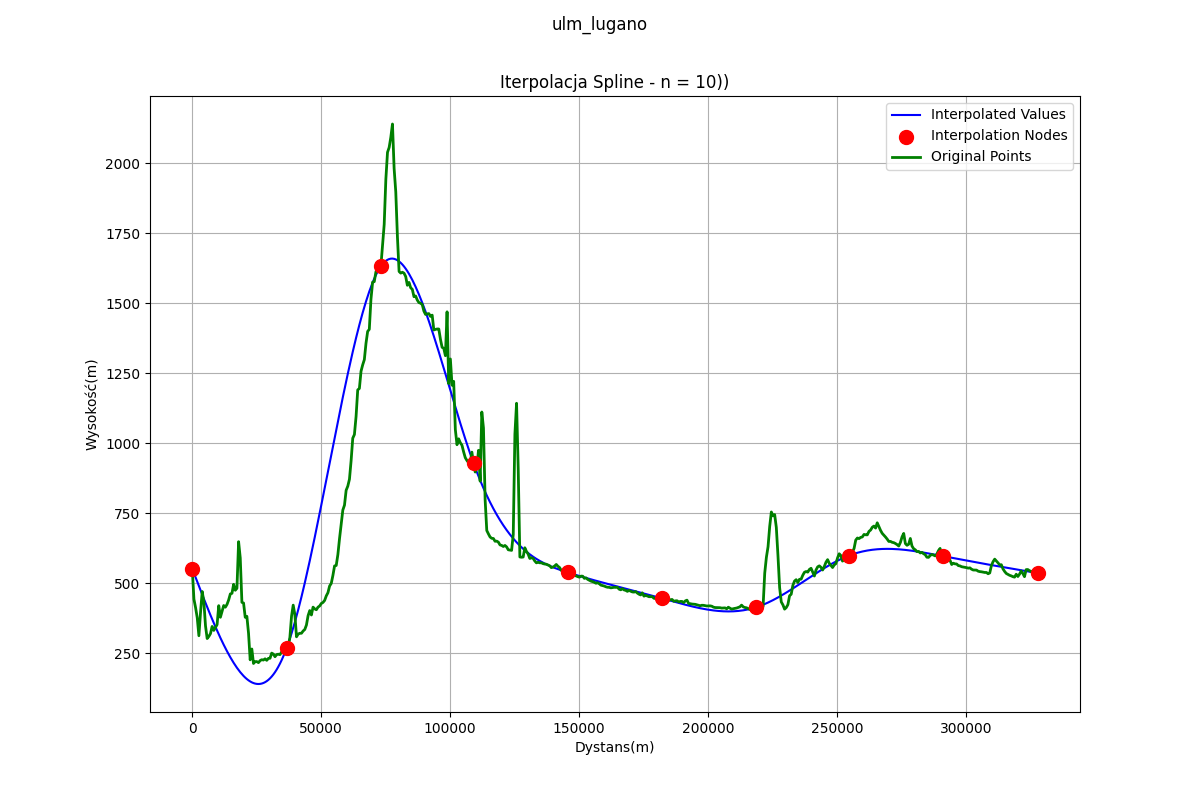 ulm_lugano
Iterpolacja Spline - n = 10))
Interpolated Values
Interpolation Nodes
Original Points
Wysokość(m)
2000
1750
1500
1250
1000
750
500
250
0
50000
100000
150000
200000
250000
300000
Dystans(m)